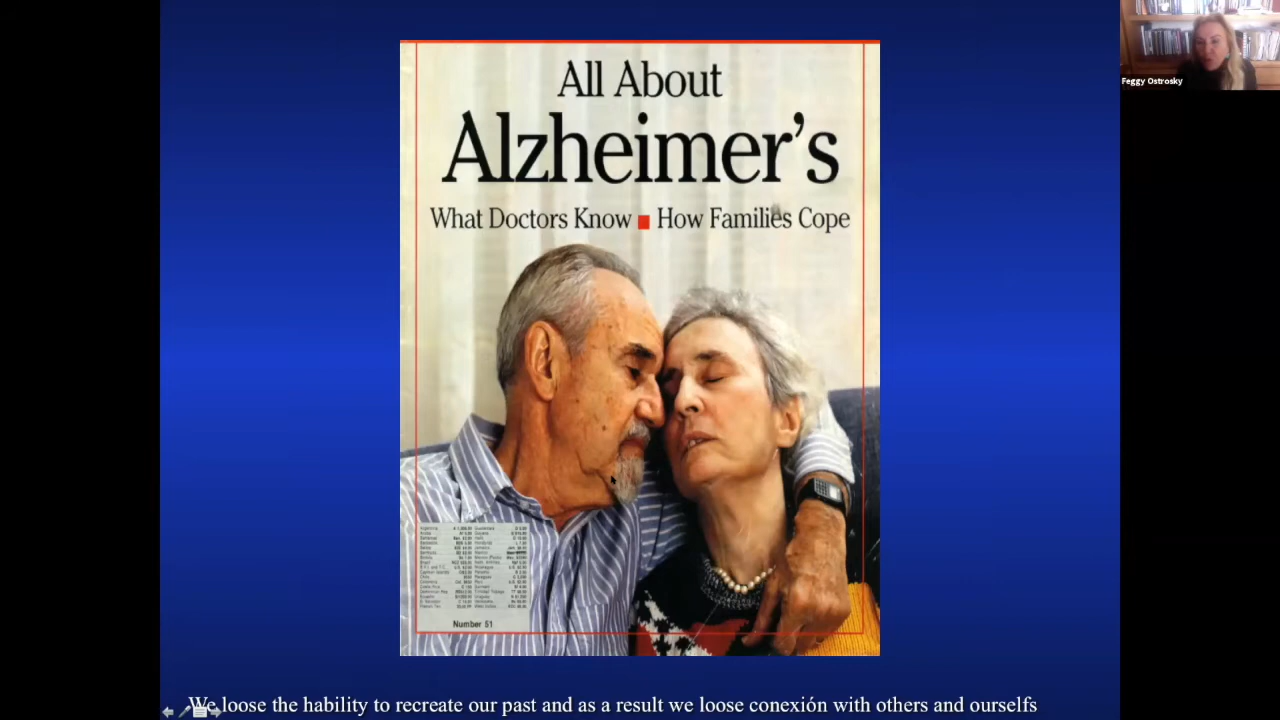 All About
Alzheimer's
What Doctors Know ■ How Families Cope
Number 51
We loose the hability to recreate our past and as a result we loose conexión with others and ourselfs
Feggy Ostrosky